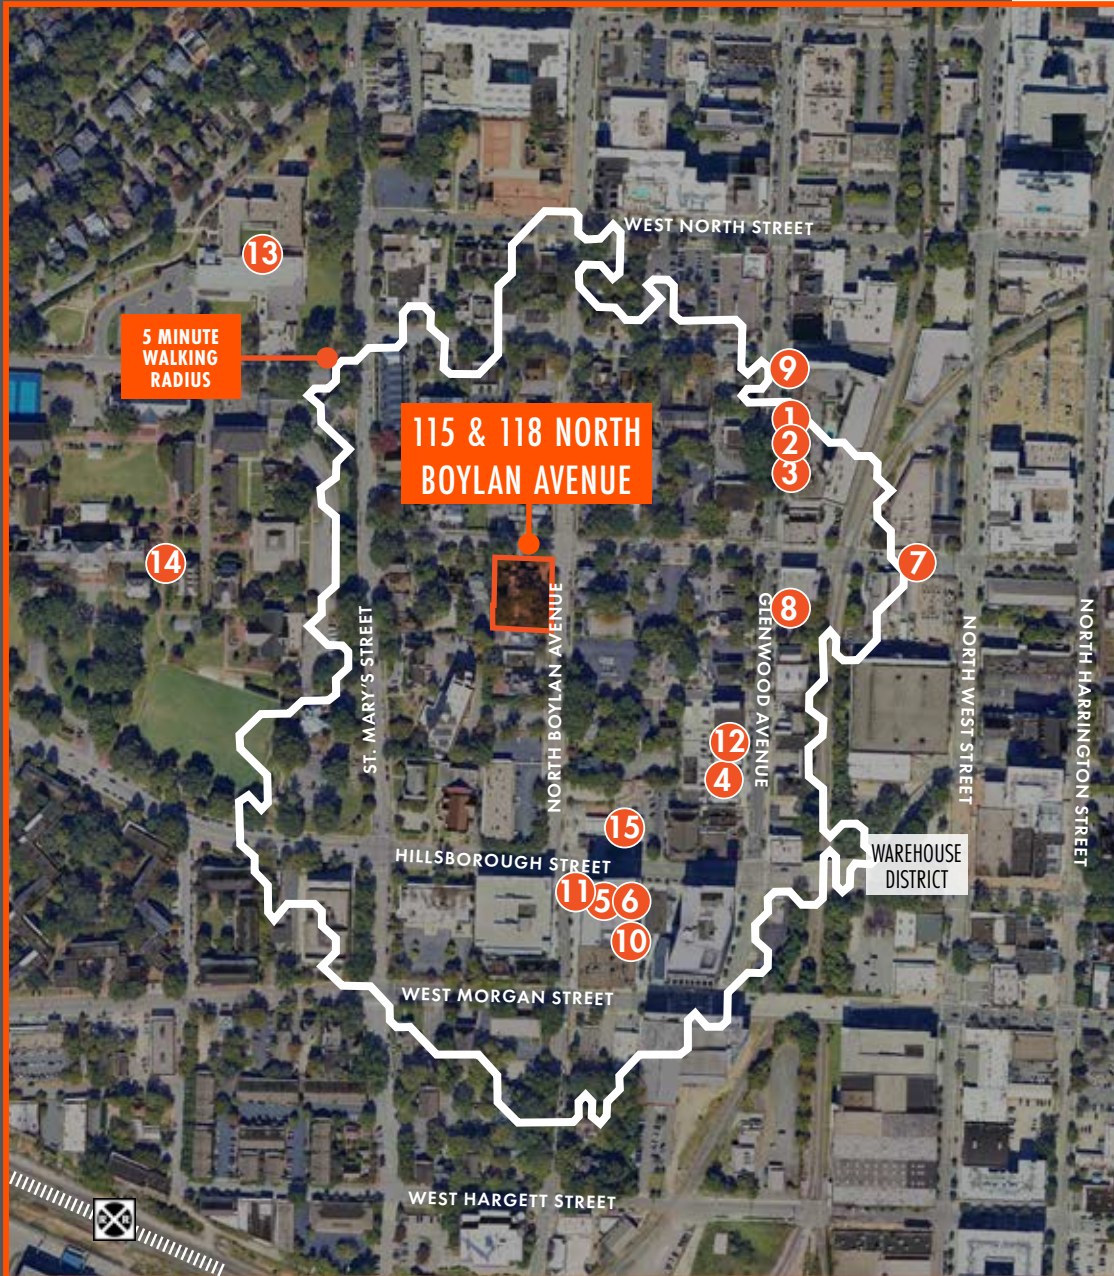 WEST NORTH STREET
13
5 MINUTE
WALKING
RADIUS
9
1
2
3
115 & 118 NORTH
BOYLAN AVENUE
14
7
8
ST. MARY'S STREET
NORTH BOYLAN AVENUE
GLENWOOD AVENUE
NORTH WEST STREET
NORTH HARRINGTON STREET
12
4
15
HILLSBOROUGH STREET
WAREHOUSE
DISTRICT
11
5
6
10
WEST MORGAN STREET
WEST HARGETT STREET
R R